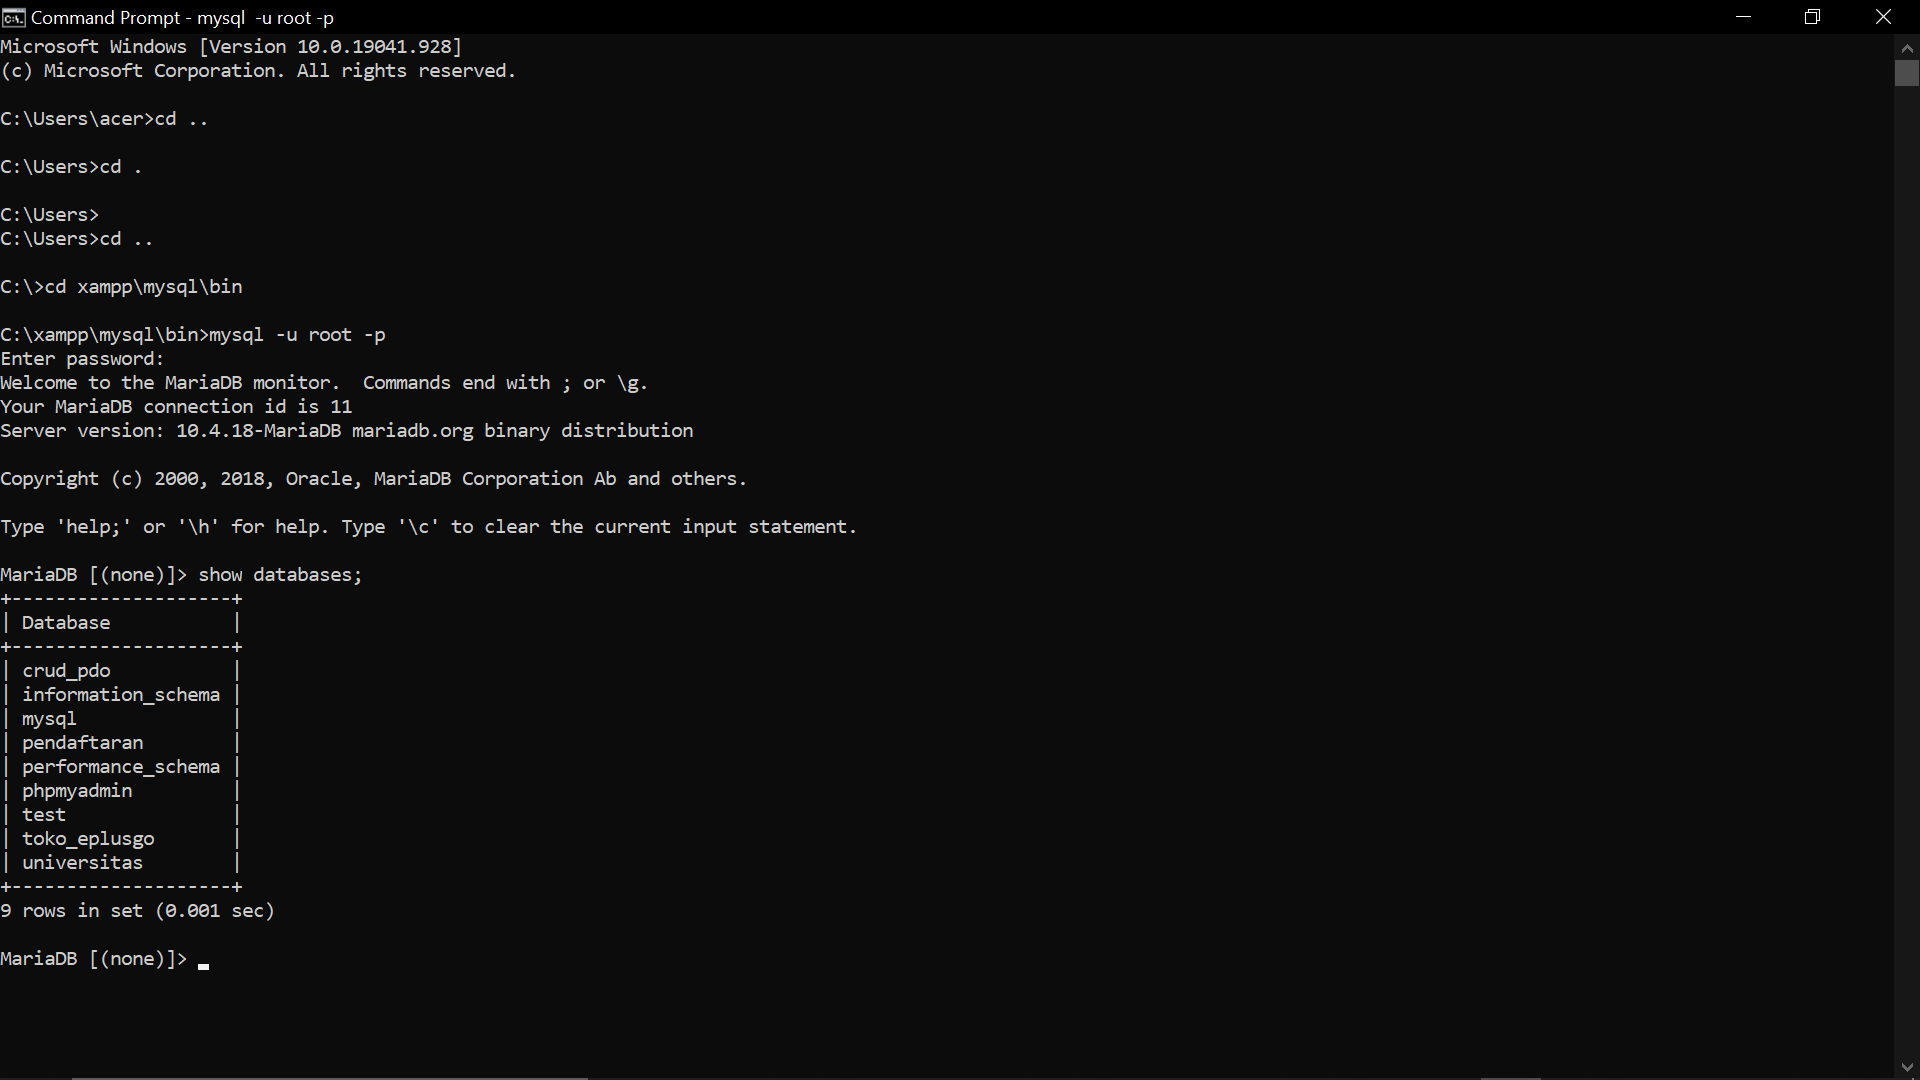 Command Prompt - mysql  -u root -p
Microsoft Windows [Version 10.0.19041.928]
(c) Microsoft Corporation. All rights reserved.
C:\Users\acer>cd ..
C:\Users>cd .
C:\Users>
C:\Users>cd ..
C:\>cd xampp\mysql\bin
C:\xampp\mysql\bin>mysql -u root -p
Enter password:
Welcome to the MariaDB monitor.  Commands end with ; or \g.
Your MariaDB connection id is 11
Server version: 10.4.18-MariaDB mariadb.org binary distribution
Copyright (c) 2000, 2018, Oracle, MariaDB Corporation Ab and others.
Type 'help;' or '\h' for help. Type '\c' to clear the current input statement.
MariaDB [(none)]> show databases;
+--------------------+
| Database           |
+--------------------+
| crud_pdo           |
| information_schema |
| mysql              |
| pendaftaran        |
| performance_schema |
| phpmyadmin         |
| test               |
| toko_eplusgo       |
| universitas        |
+--------------------+
9 rows in set (0.001 sec)
MariaDB [(none)]> _